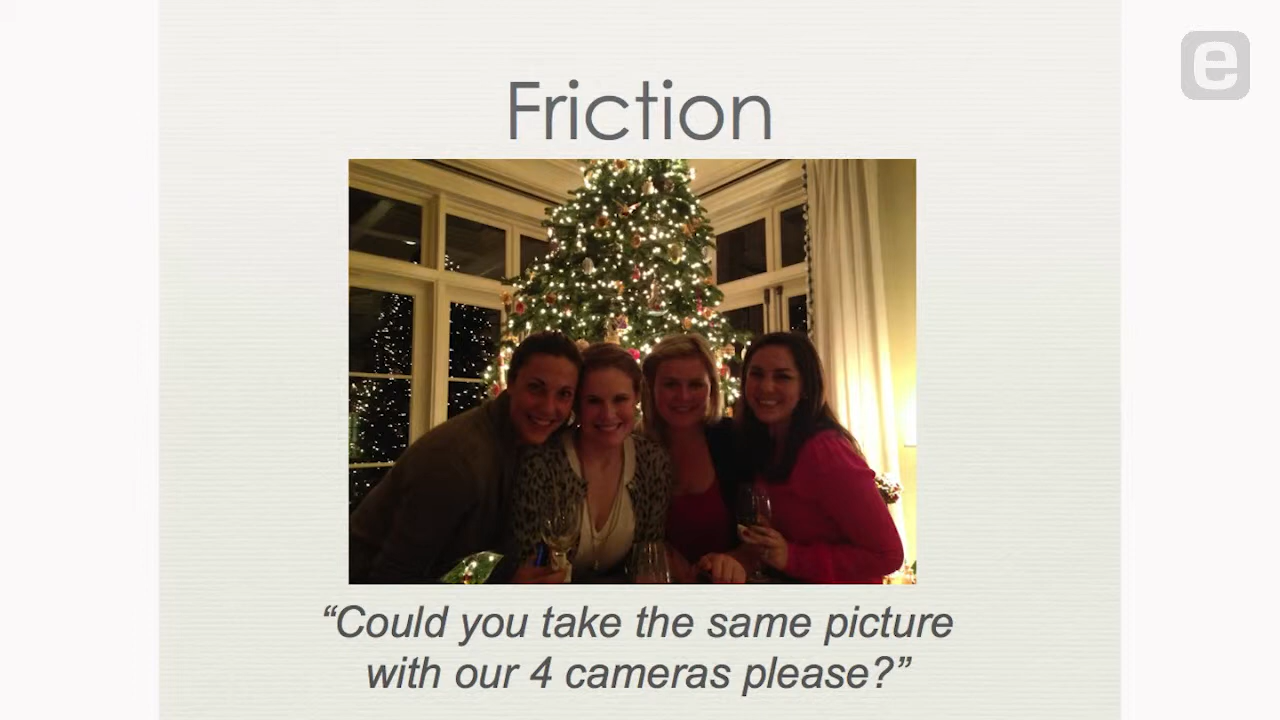 e
Friction
“Could you take the same picture
with our 4 cameras please?”